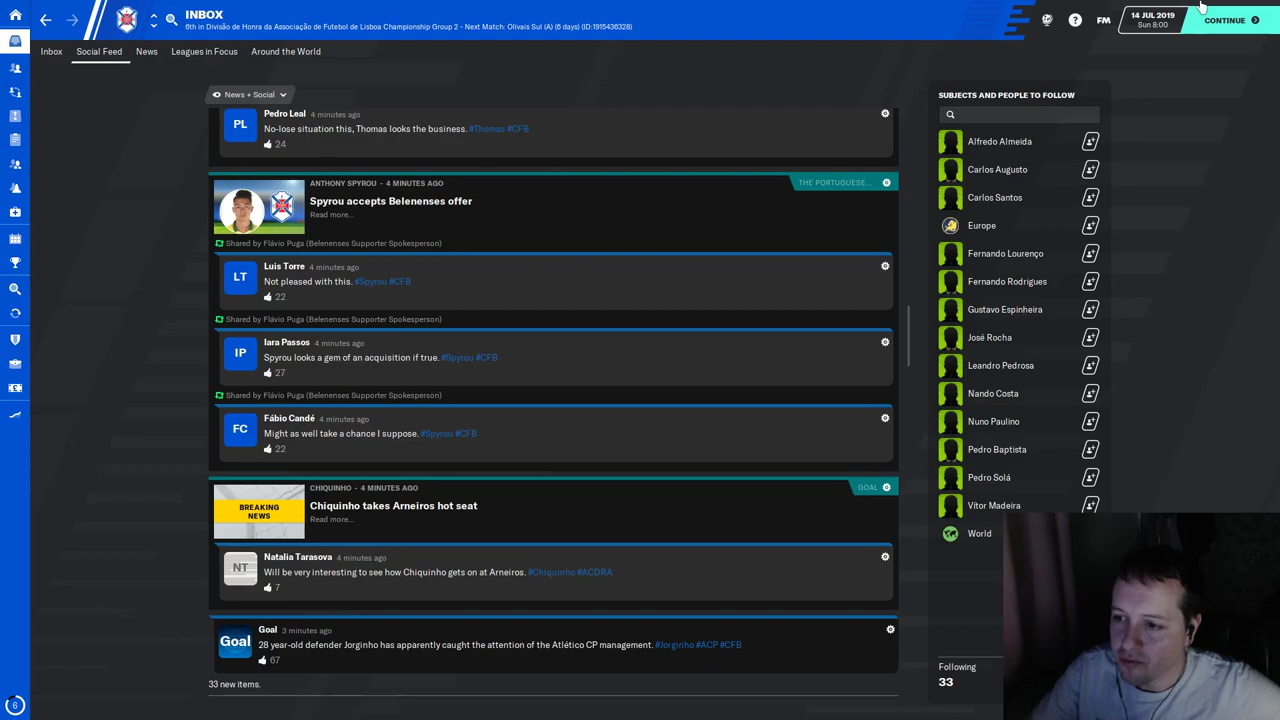 INBOX
6th in Divisão de Honra da Associação de Futebol de Lisboa Championship Group 2 - Next Match: Olivais Sul (A) (6 days) (ID:1915436328)
FM
14 JUL 2019
Sun 8:00
CONTINUE
Inbox
Social Feed
News
Leagues in Focus
Around the World
News + Social
PL
Pedro Leal 4 minutes ago
No-lose situation this, Thomas looks the business. #Thomas #CFB
24
ANTHONY SPYROU - 4 MINUTES AGO
THE PORTUGUESE...
Spyrou accepts Belenenses offer
Read more...
Shared by Flávio Puga (Belenenses Supporter Spokesperson)
LT
Luis Torre 4 minutes ago
Not pleased with this. #Spyrou #CFB
22
Shared by Flávio Puga (Belenenses Supporter Spokesperson)
IP
Iara Passos 4 minutes ago
Spyrou looks a gem of an acquisition if true. #Spyrou #CFB
27
Shared by Flávio Puga (Belenenses Supporter Spokesperson)
FC
Fábio Candé 4 minutes ago
Might as well take a chance I suppose. #Spyrou #CFB
22
CHIQUINHO - 4 MINUTES AGO
GOAL
BREAKING
NEWS
Chiquinho takes Arneiros hot seat
Read more...
NT
Natalia Tarasova 4 minutes ago
Will be very interesting to see how Chiquinho gets on at Arneiros. #Chiquinho #ACDRA
7
Goal
Goal 3 minutes ago
28 year-old defender Jorginho has apparently caught the attention of the Atlético CP management. #Jorginho #ACP #CFB
67
33 new items.
6
SUBJECTS AND PEOPLE TO FOLLOW
Alfredo Almeida
Carlos Augusto
Carlos Santos
Europe
Fernando Lourenço
Fernando Rodrigues
Gustavo Espinheira
José Rocha
Leandro Pedrosa
Nando Costa
Nuno Paulino
Pedro Baptista
Pedro Solá
Vítor Madeira
World
Following
33